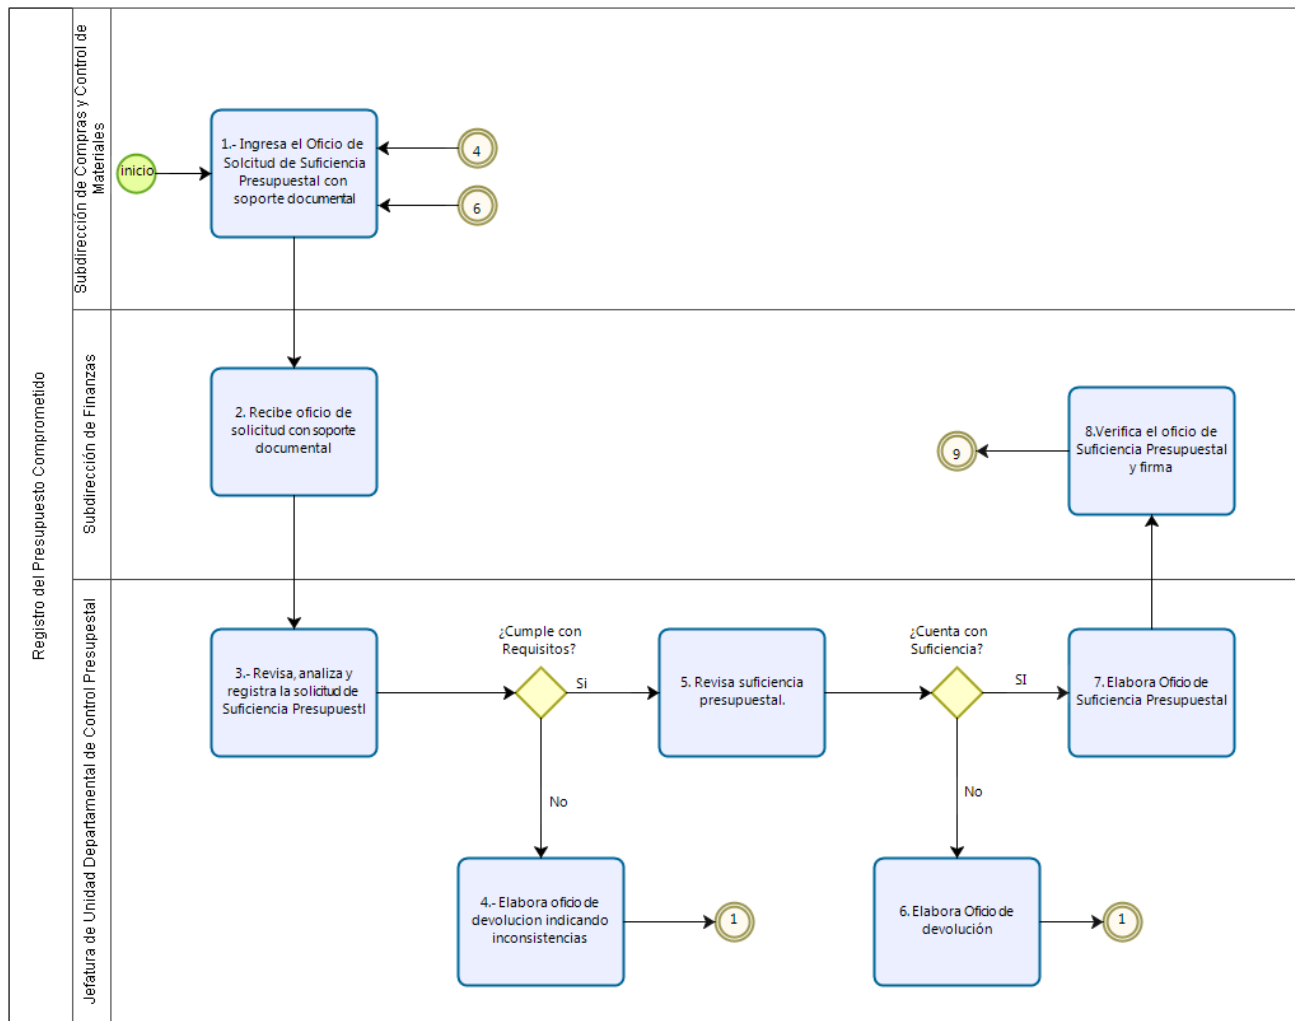 Registro del Presupuesto Comprometido
Subdirección de Compras y Control de
Materiales
inicio
1.- Ingresa el Oficio de
Solcitud de Suficiencia
Presupuestal con
soporte documental
4
6
Subdirección de Finanzas
2. Recibe oficio de
solicitud con soporte
documental
9
8.Verifica el oficio de
Suficiencia Presupuestal
y firma
Jefatura de Unidad Departamental de Control Presupestal
3.- Revisa, analiza y
registra la solicitud de
Suficiencia Presupuestl
¿Cumple con
Requisitos?
Si
No
5. Revisa suficiencia
presupuestal.
¿Cuenta con
Suficiencia?
SI
No
7. Elabora Oficio de
Suficiencia Presupuestal
4.- Elabora oficio de
devolucion indicando
inconsistencias
1
6. Elabora Oficio de
devolución
1